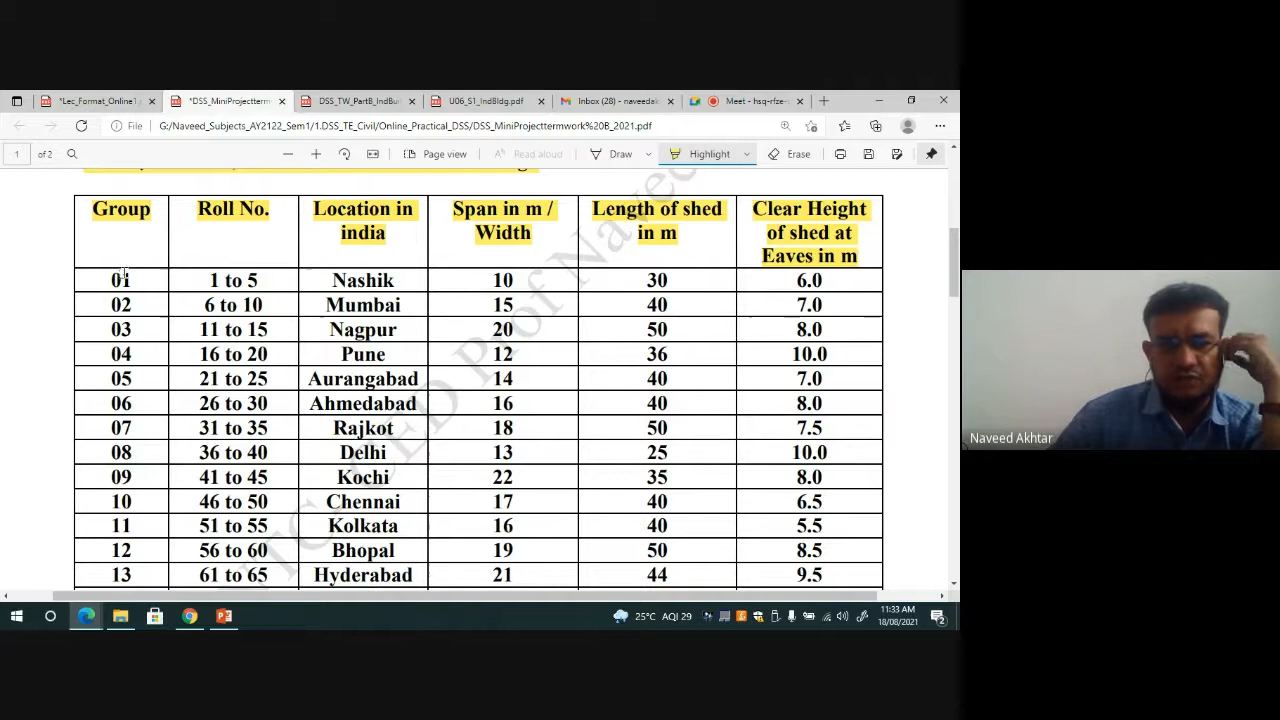 *Lec_Format_Online1
*DSS_MiniProjectterm
DSS_TW_PartB_IndBui
U06_S1_IndBldg.pdf
Inbox (28) - naveedak
Meet - hsq-rfze-
File
G:/Naveed_Subjects_AY2122_Sem1/1.DSS_TE_Civil/Online_Practical_DSS/DSS_MiniProjecttermwork%20B_2021.pdf
1 of 2 Page view Read aloud Draw Highlight Erase
Group Roll No. Location in india Span in m / Width Length of shed in m Clear Height of shed at Eaves in m
01 1 to 5 Nashik 10 30 6.0
02 6 to 10 Mumbai 15 40 7.0
03 11 to 15 Nagpur 20 50 8.0
04 16 to 20 Pune 12 36 10.0
05 21 to 25 Aurangabad 14 40 7.0
06 26 to 30 Ahmedabad 16 40 8.0
07 31 to 35 Rajkot 18 50 7.5
08 36 to 40 Delhi 13 25 10.0
09 41 to 45 Kochi 22 35 8.0
10 46 to 50 Chennai 17 40 6.5
11 51 to 55 Kolkata 16 40 5.5
12 56 to 60 Bhopal 19 50 8.5
13 61 to 65 Hyderabad 21 44 9.5
CED Prof Naveed
Naveed Akhtar
25°C AQI 29
11:33 AM
18/08/2021
2